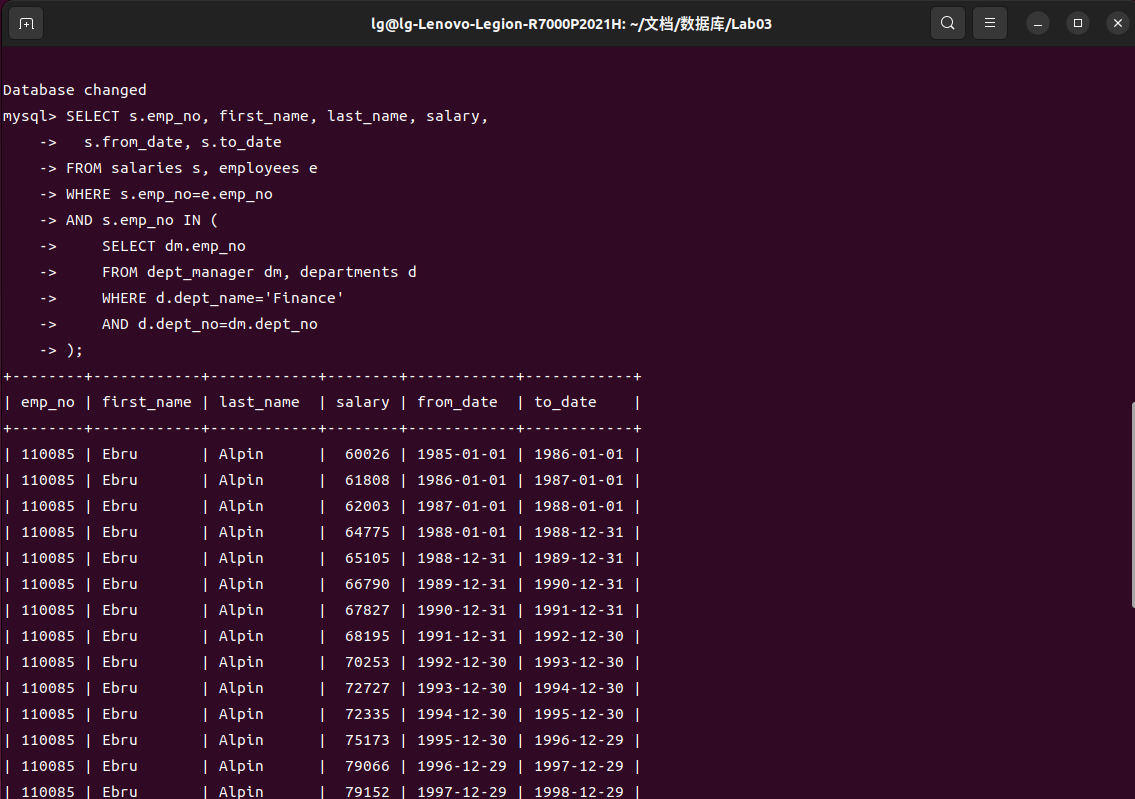 lg@lg-Lenovo-Legion-R7000P2021H: ~/文档/数据库/Lab03
Database changed
mysql> SELECT s.emp_no, first_name, last_name, salary,
    ->   s.from_date, s.to_date
    -> FROM salaries s, employees e
    -> WHERE s.emp_no=e.emp_no
    -> AND s.emp_no IN (
    ->     SELECT dm.emp_no
    ->     FROM dept_manager dm, departments d
    ->     WHERE d.dept_name='Finance'
    ->     AND d.dept_no=dm.dept_no
    -> );
+--------+------------+------------+--------+------------+------------+
| emp_no | first_name | last_name  | salary | from_date  | to_date    |
+--------+------------+------------+--------+------------+------------+
| 110085 | Ebru       | Alpin      |  60026 | 1985-01-01 | 1986-01-01 |
| 110085 | Ebru       | Alpin      |  61808 | 1986-01-01 | 1987-01-01 |
| 110085 | Ebru       | Alpin      |  62003 | 1987-01-01 | 1988-01-01 |
| 110085 | Ebru       | Alpin      |  64775 | 1988-01-01 | 1988-12-31 |
| 110085 | Ebru       | Alpin      |  65105 | 1988-12-31 | 1989-12-31 |
| 110085 | Ebru       | Alpin      |  66790 | 1989-12-31 | 1990-12-31 |
| 110085 | Ebru       | Alpin      |  67827 | 1990-12-31 | 1991-12-31 |
| 110085 | Ebru       | Alpin      |  68195 | 1991-12-31 | 1992-12-30 |
| 110085 | Ebru       | Alpin      |  70253 | 1992-12-30 | 1993-12-30 |
| 110085 | Ebru       | Alpin      |  72727 | 1993-12-30 | 1994-12-30 |
| 110085 | Ebru       | Alpin      |  72335 | 1994-12-30 | 1995-12-30 |
| 110085 | Ebru       | Alpin      |  75173 | 1995-12-30 | 1996-12-29 |
| 110085 | Ebru       | Alpin      |  79066 | 1996-12-29 | 1997-12-29 |
| 110085 | Ebru       | Alpin      |  79152 | 1997-12-29 | 1998-12-29 |